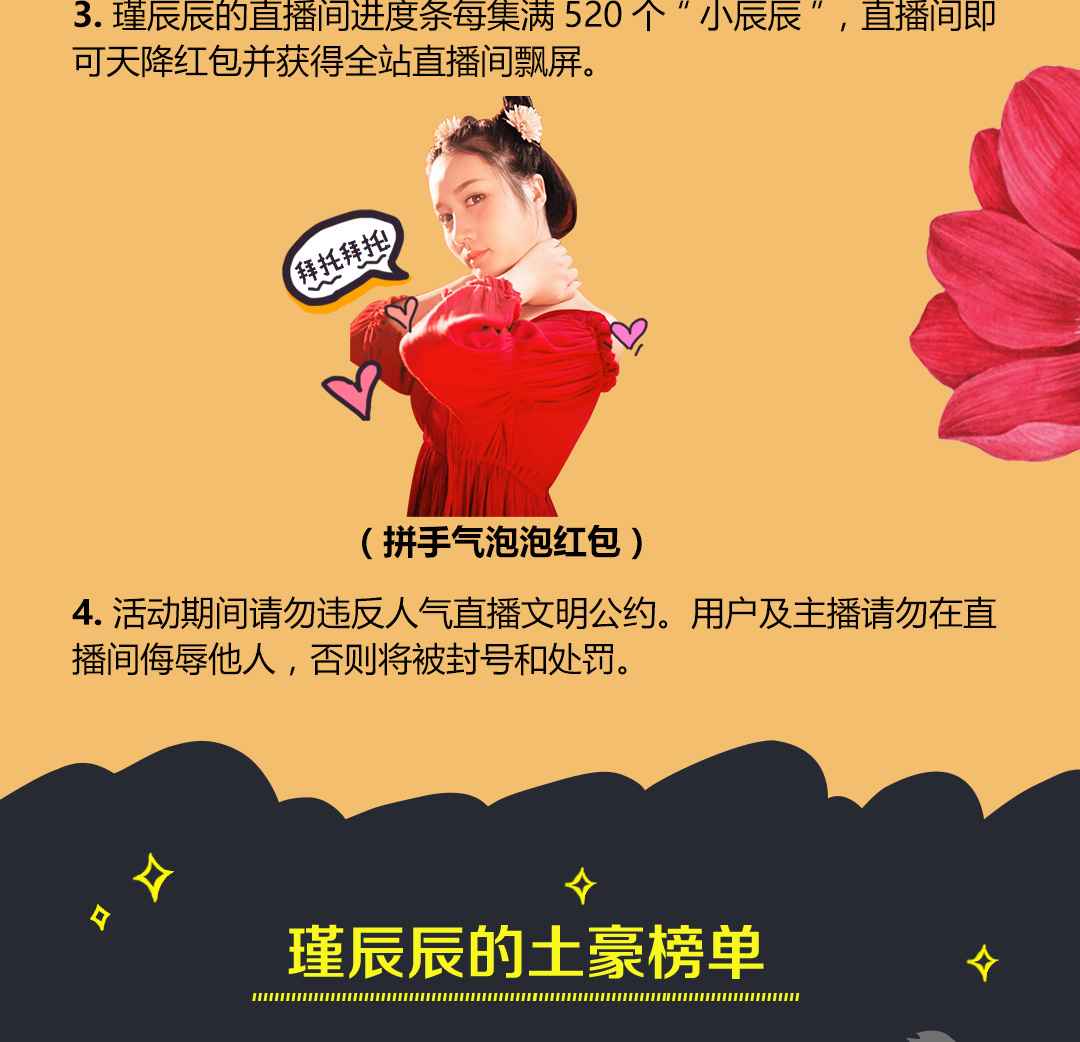 3. 瑾辰辰的直播间进度条每集满 520 个 " 小辰辰 "，直播间即
可天降红包并获得全站直播间飘屏。
拜托拜托!
（拼手气泡泡红包）
4. 活动期间请勿违反人气直播文明公约。用户及主播请勿在直
播间侮辱他人，否则将被封号和处罚。
瑾辰辰的土豪榜单